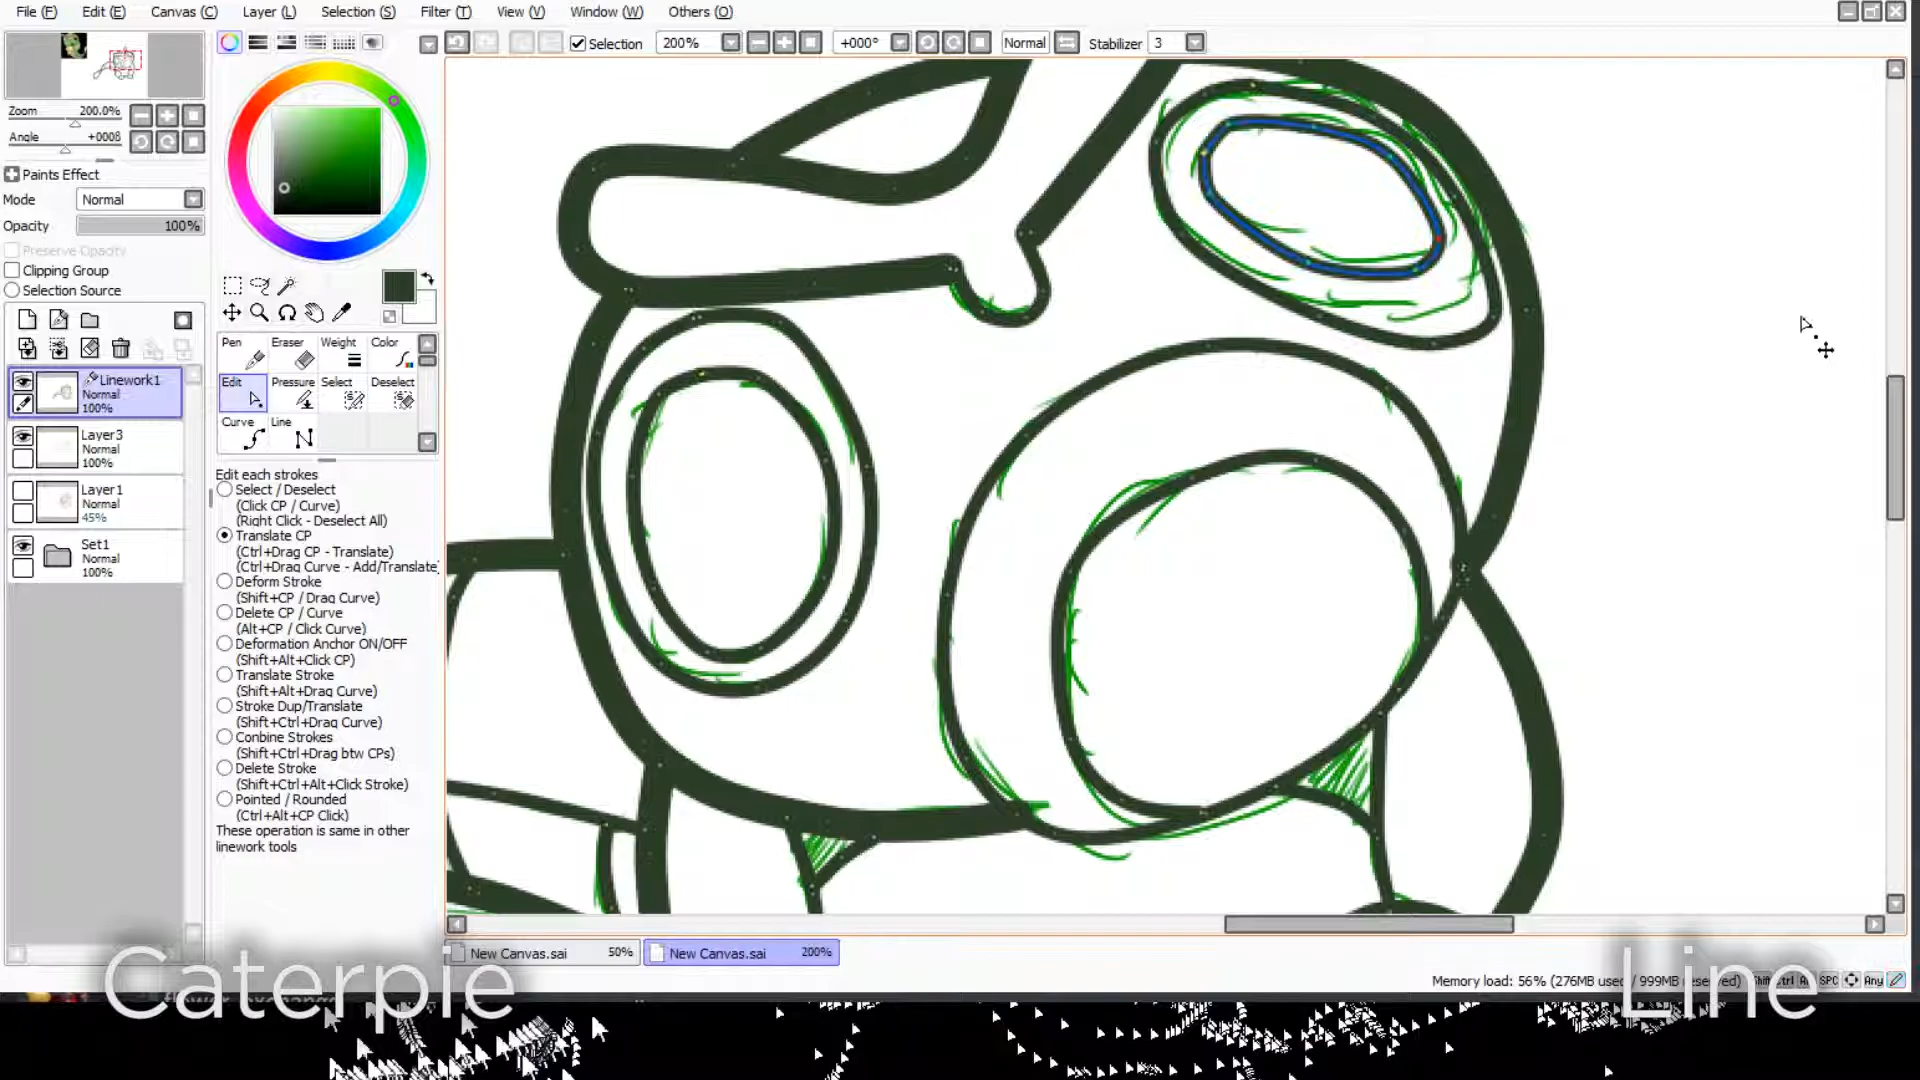 File (F) Edit (E) Canvas (C) Layer (L) Selection (S) Filter (T) View (V) Window (W) Others (O)
Selection 200% +000° Normal Stabilizer 3
Zoom 200.0%
Angle +000ß
Paints Effect
Mode Normal
Opacity 100%
Preserve Opacity
Clipping Group
Selection Source
Linework1
Normal
100%
Layer3
Normal
100%
Layer1
Normal
45%
Set1
Normal
100%
Pen Eraser Weight Color
Edit Pressure Select Deselect
Curve Line
Edit each strokes
Select / Deselect
(Click CP / Curve)
(Right Click - Deselect All)
Translate CP
(Ctrl+Drag CP - Translate)
(Ctrl+Drag Curve - Add/Translate)
Deform Stroke
(Shift+CP / Drag Curve)
Delete CP / Curve
(Alt+CP / Click Curve)
Deformation Anchor ON/OFF
(Shift+Alt+Click CP)
Translate Stroke
(Shift+Alt+Drag Curve)
Stroke Dup/Translate
(Shift+Ctrl+Drag Curve)
Conbine Strokes
(Shift+Ctrl+Drag btw CPs)
Delete Stroke
(Shift+Ctrl+Alt+Click Stroke)
Pointed / Rounded
(Ctrl+Alt+CP Click)
These operation is same in other
linework tools
New Canvas.sai 50% New Canvas.sai 200%
Memory load: 56% (276MB used / 999MB reserved) Shift Ctrl SPC Any
Caterpie Line